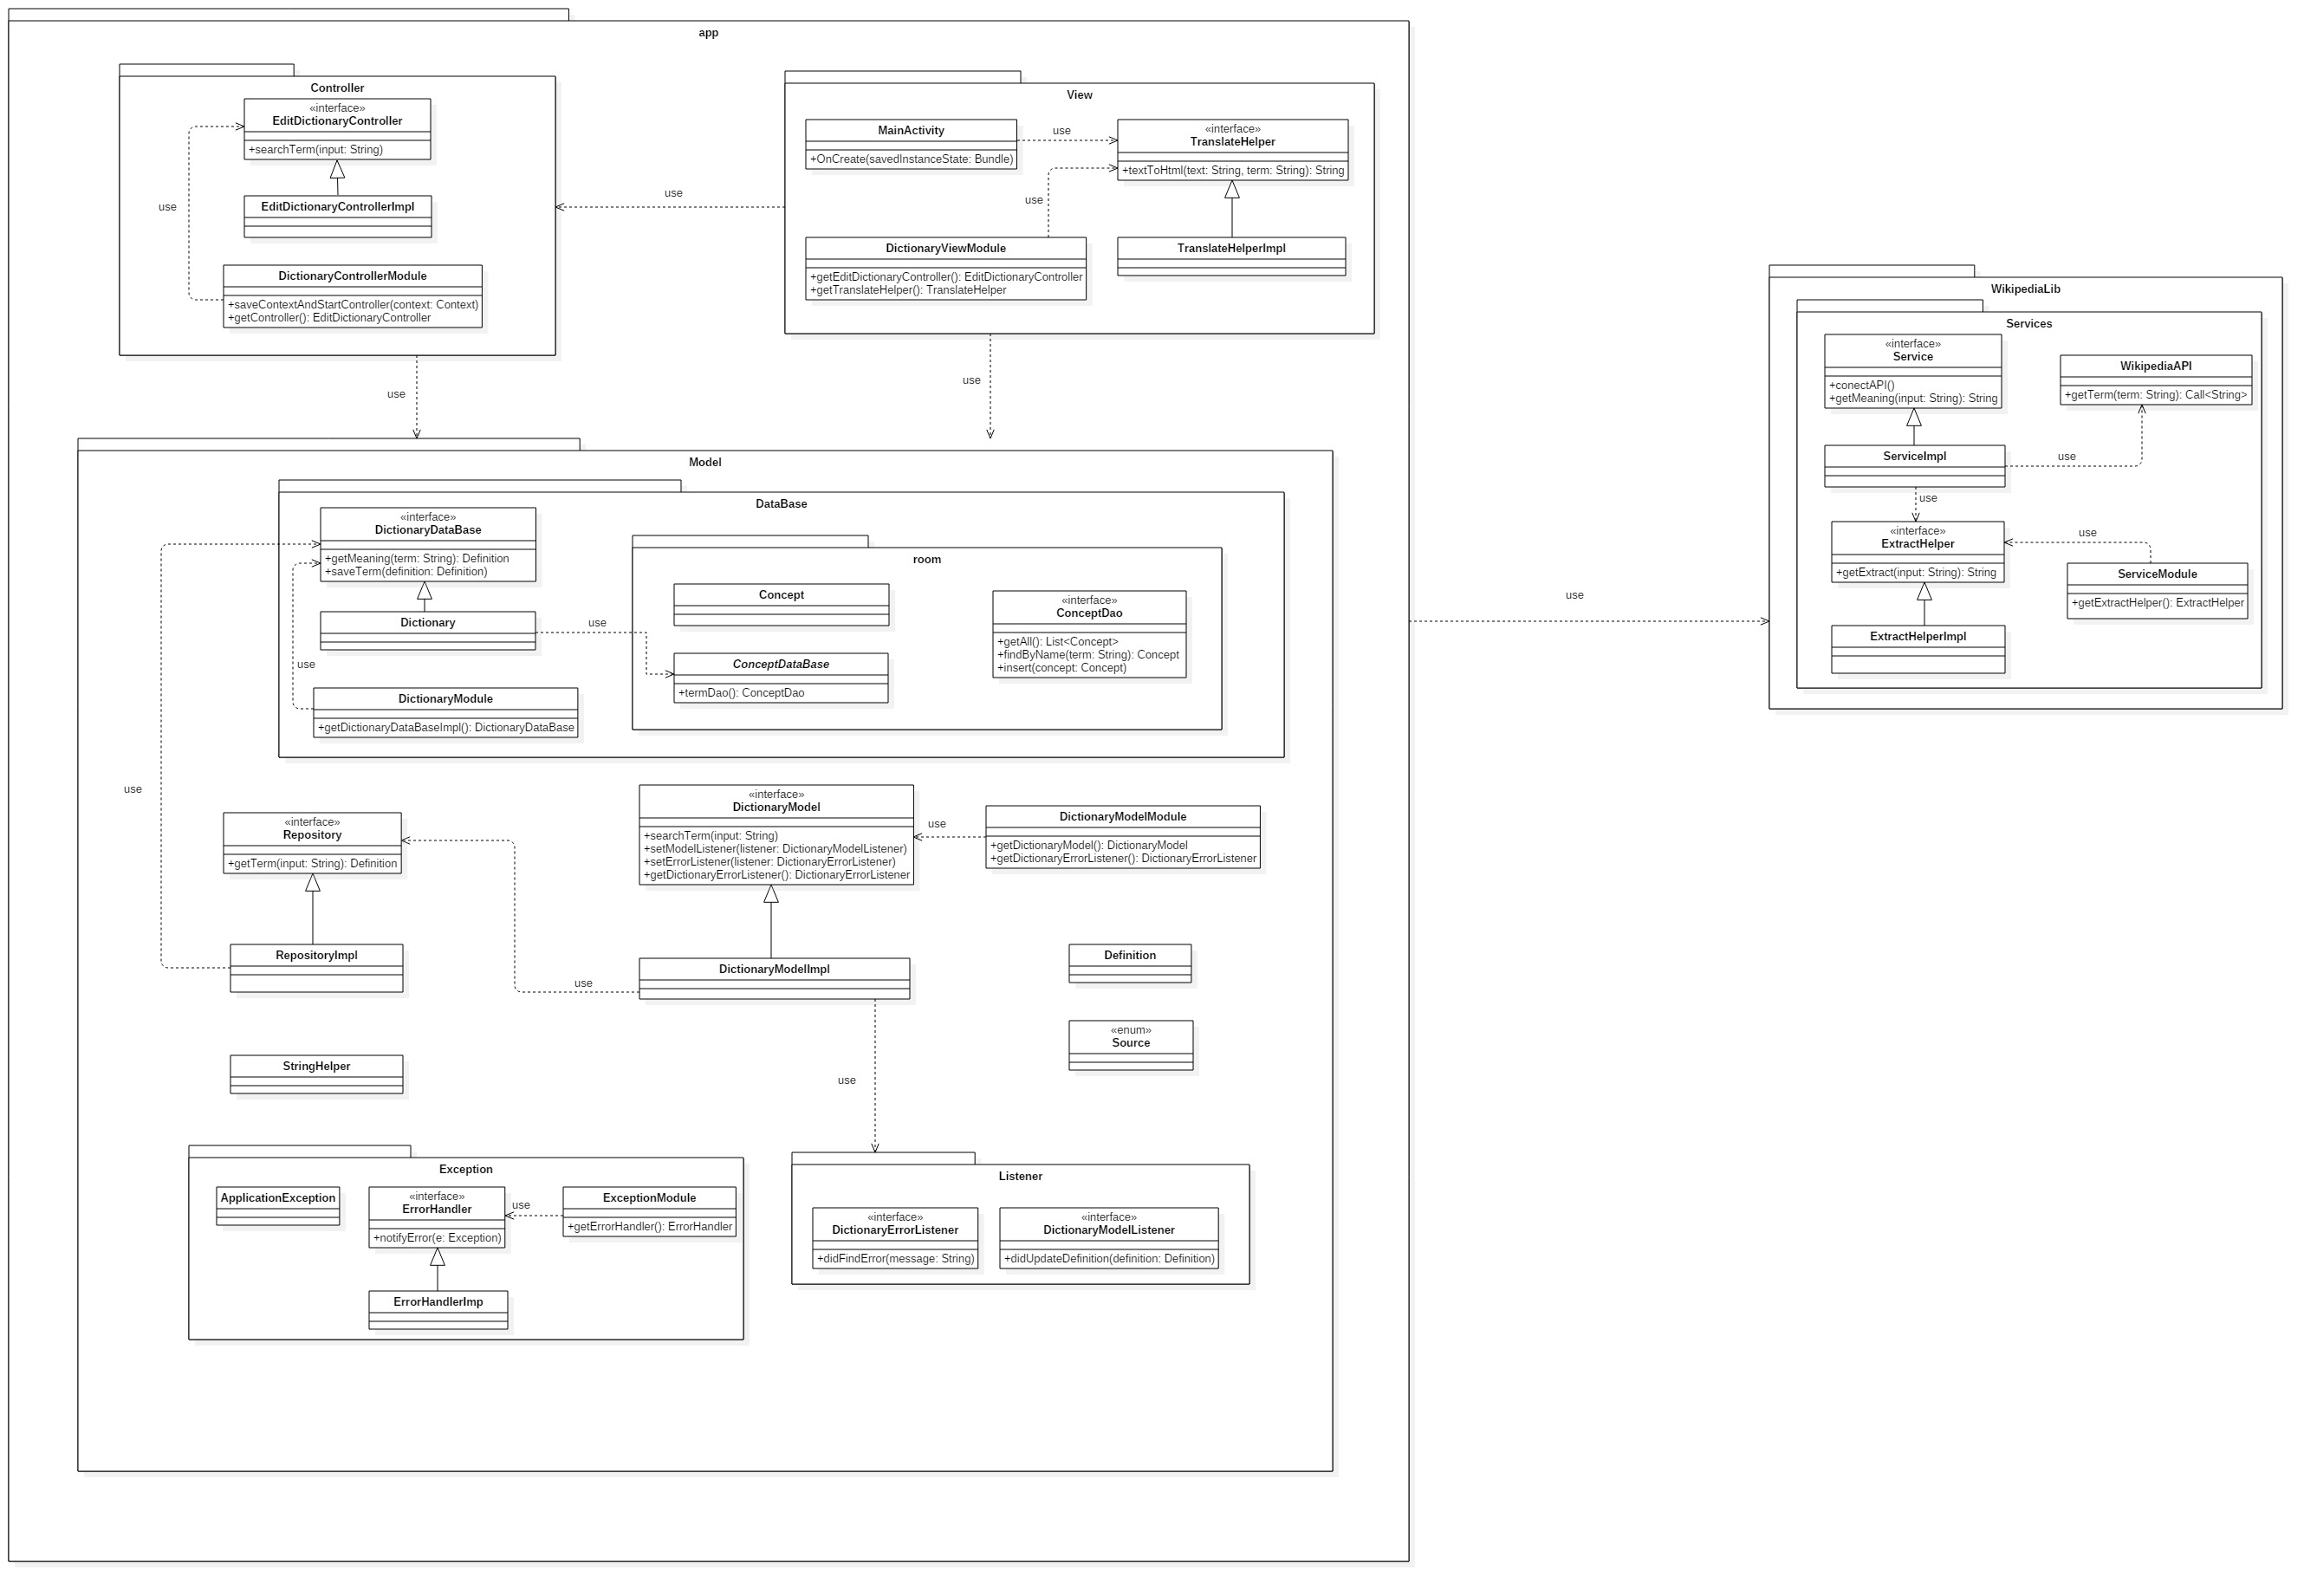 app
Controller
«interface»
EditDictionaryController
+searchTerm(input: String)
use
EditDictionaryControllerImpl
DictionaryControllerModule
+saveContextAndStartController(context: Context)
+getController(): EditDictionaryController
use
View
MainActivity
+OnCreate(savedInstanceState: Bundle)
use
«interface»
TranslateHelper
+textToHtml(text: String, term: String): String
use
DictionaryViewModule
+getEditDictionaryController(): EditDictionaryController
+getTranslateHelper(): TranslateHelper
TranslateHelperImpl
use
use
Model
DataBase
«interface»
DictionaryDataBase
+getMeaning(term: String): Definition
+saveTerm(definition: Definition)
Dictionary
use
use
DictionaryModule
+getDictionaryDataBaseImpl(): DictionaryDataBase
room
Concept
ConceptDataBase
+termDao(): ConceptDao
«interface»
ConceptDao
+getAll(): List<Concept>
+findByName(term: String): Concept
+insert(concept: Concept)
use
«interface»
Repository
+getTerm(input: String): Definition
«interface»
DictionaryModel
+searchTerm(input: String)
+setModelListener(listener: DictionaryModelListener)
+setErrorListener(listener: DictionaryErrorListener)
+getDictionaryErrorListener(): DictionaryErrorListener
use
DictionaryModelModule
+getDictionaryModel(): DictionaryModel
+getDictionaryErrorListener(): DictionaryErrorListener
RepositoryImpl
use
DictionaryModelImpl
Definition
«enum»
Source
StringHelper
use
Exception
ApplicationException
«interface»
ErrorHandler
+notifyError(e: Exception)
use
ExceptionModule
+getErrorHandler(): ErrorHandler
ErrorHandlerImp
Listener
«interface»
DictionaryErrorListener
+didFindError(message: String)
«interface»
DictionaryModelListener
+didUpdateDefinition(definition: Definition)
use
WikipediaLib
Services
«interface»
Service
+conectAPI()
+getMeaning(input: String): String
WikipediaAPI
+getTerm(term: String): Call<String>
ServiceImpl
use
use
«interface»
ExtractHelper
+getExtract(input: String): String
use
ServiceModule
+getExtractHelper(): ExtractHelper
ExtractHelperImpl